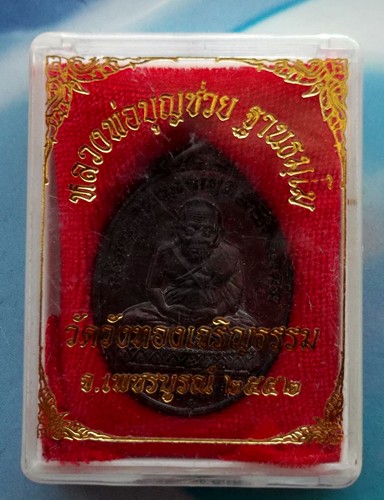 หลวงพ่อบุญช่วย ฐานธมฺโม
วัดวังทองเจริญธรรม
จ.เพชรบูรณ์ ๒๕๕๒